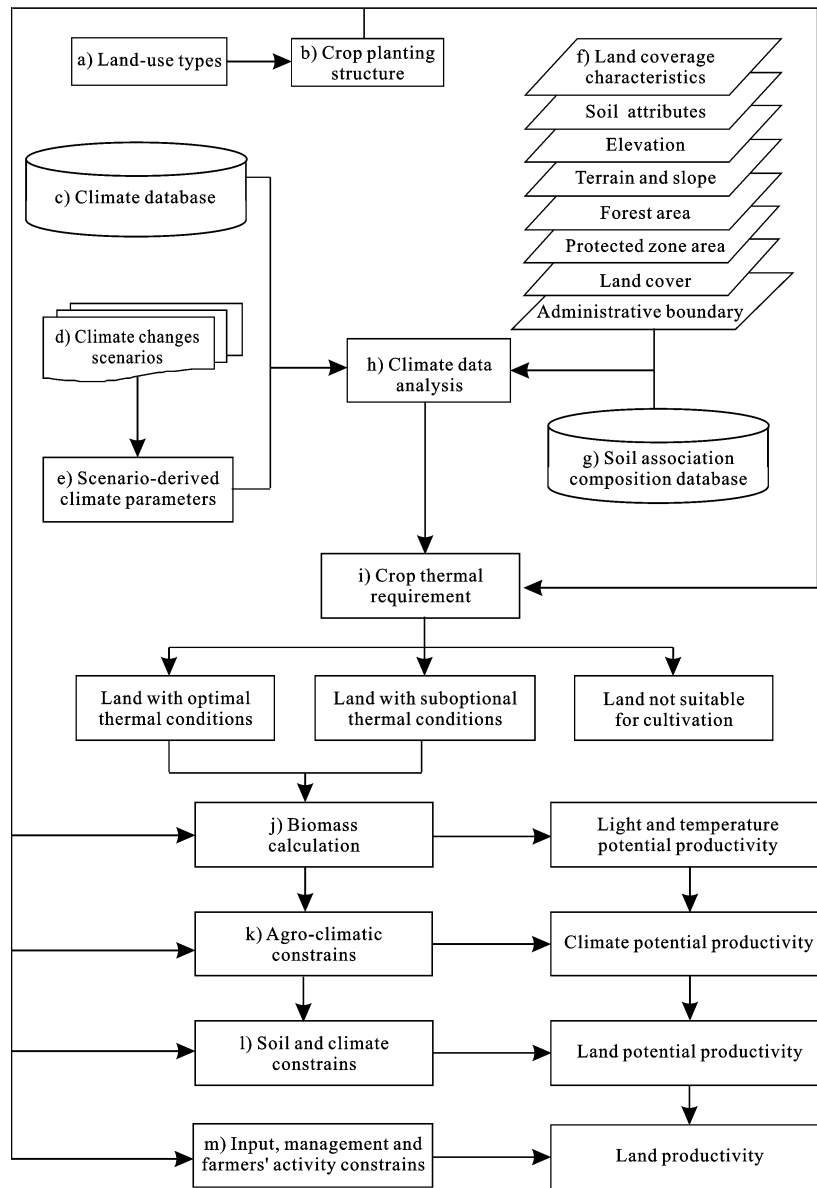 a) Land-use types
b) Crop planting
structure
f) Land coverage
characteristics
Soil attributes
Elevation
Terrain and slope
Forest area
Protected zone area
Land cover
Administrative boundary
c) Climate database
d) Climate changes
scenarios
e) Scenario-derived
climate parameters
h) Climate data
analysis
g) Soil association
composition database
i) Crop thermal
requirement
Land with optimal
thermal conditions
Land with suboptional
thermal conditions
Land not suitable
for cultivation
j) Biomass
calculation
Light and temperature
potential productivity
k) Agro-climatic
constrains
Climate potential productivity
l) Soil and climate
constrains
Land potential productivity
m) Input, management and
farmers' activity constrains
Land productivity